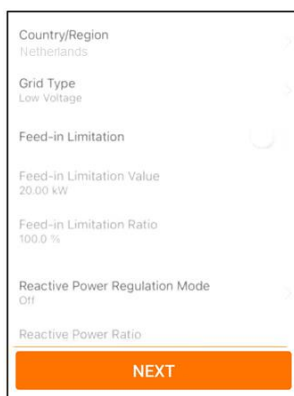 Country/Region
Netherlands
Grid Type
Low Voltage
Feed-in Limitation
Feed-in Limitation Value
20.00 kW
Feed-in Limitation Ratio
100.0 %
Reactive Power Regulation Mode
Off
Reactive Power Ratio
NEXT